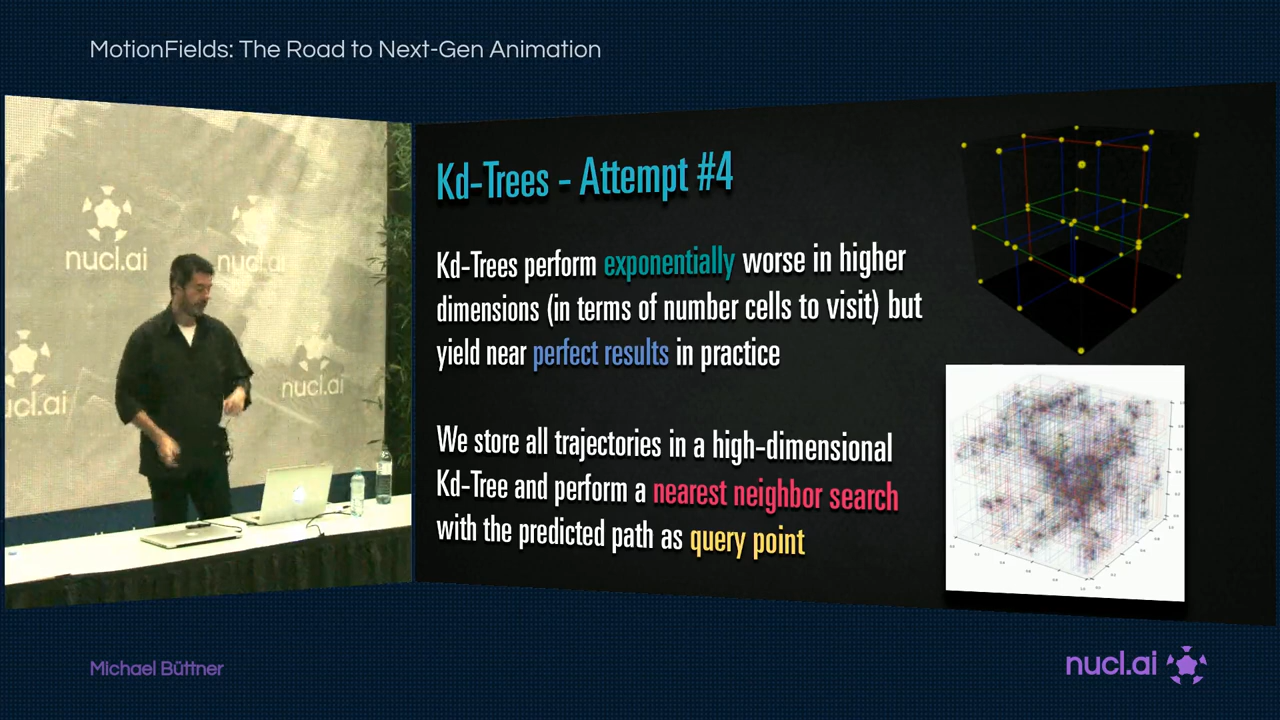 MotionFields: The Road to Next-Gen Animation
nucl.ai
nucl.ai
nucl.ai
ucl.ai
Kd-Trees - Attempt #4
Kd-Trees perform exponentially worse in higher
dimensions (in terms of number cells to visit) but
yield near perfect results in practice
We store all trajectories in a high-dimensional
Kd-Tree and perform a nearest neighbor search
with the predicted path as query point
Michael Büttner
nucl.ai